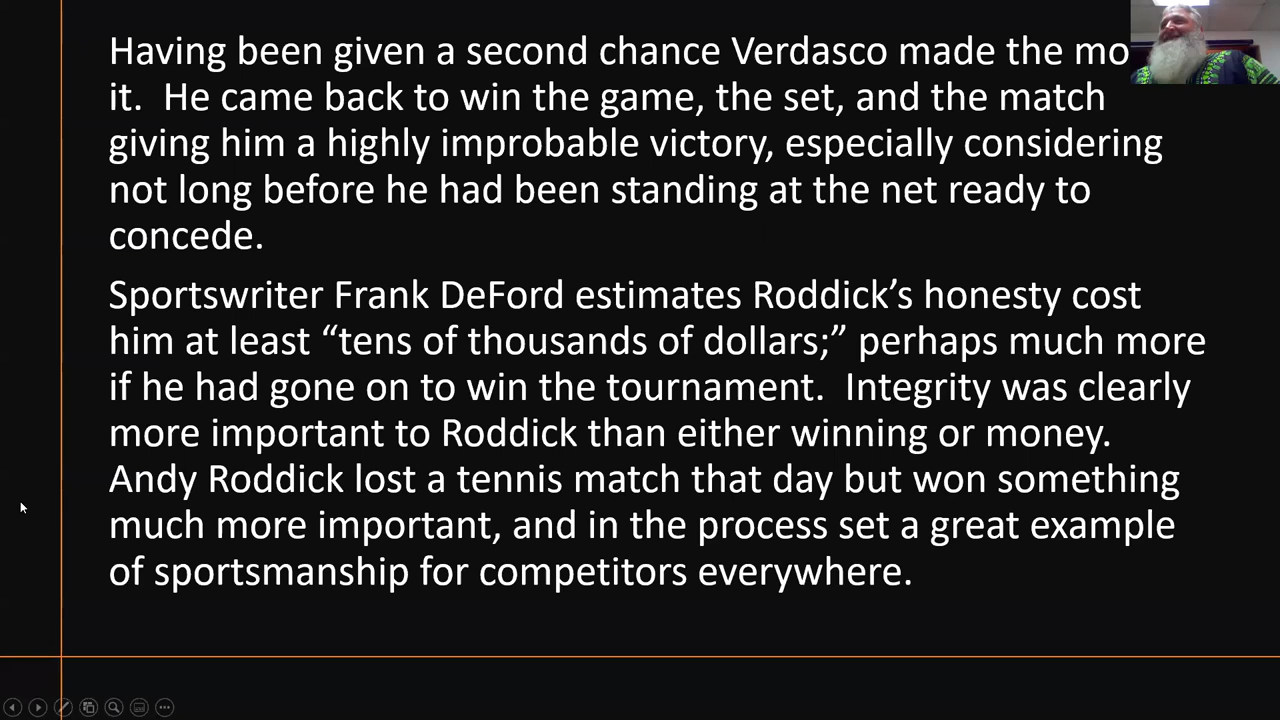 Having been given a second chance Verdasco made the
it.  He came back to win the game, the set, and the match
giving him a highly improbable victory, especially considering
not long before he had been standing at the net ready to
concede.
Sportswriter Frank DeFord estimates Roddick’s honesty cost
him at least “tens of thousands of dollars;” perhaps much more
if he had gone on to win the tournament.  Integrity was clearly
more important to Roddick than either winning or money.
Andy Roddick lost a tennis match that day but won something
much more important, and in the process set a great example
of sportsmanship for competitors everywhere.